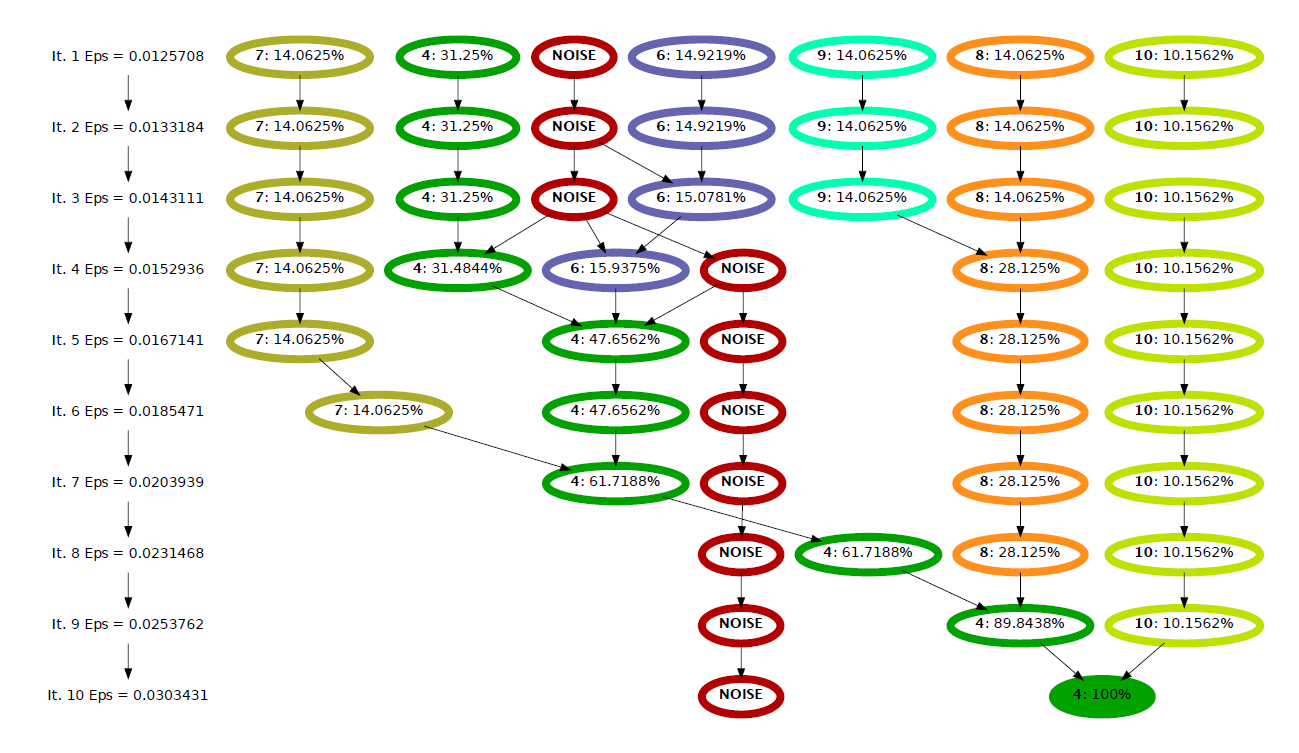 It. 1 Eps = 0.0125708 7: 14.0625% 4: 31.25% NOISE 6: 14.9219% 9: 14.0625% 8: 14.0625% 10: 10.1562%
It. 2 Eps = 0.0133184 7: 14.0625% 4: 31.25% NOISE 6: 14.9219% 9: 14.0625% 8: 14.0625% 10: 10.1562%
It. 3 Eps = 0.0143111 7: 14.0625% 4: 31.25% NOISE 6: 15.0781% 9: 14.0625% 8: 14.0625% 10: 10.1562%
It. 4 Eps = 0.0152936 7: 14.0625% 4: 31.4844% 6: 15.9375% NOISE 8: 28.125% 10: 10.1562%
It. 5 Eps = 0.0167141 7: 14.0625% 4: 47.6562% NOISE 8: 28.125% 10: 10.1562%
It. 6 Eps = 0.0185471 7: 14.0625% 4: 47.6562% NOISE 8: 28.125% 10: 10.1562%
It. 7 Eps = 0.0203939 4: 61.7188% NOISE 8: 28.125% 10: 10.1562%
It. 8 Eps = 0.0231468 NOISE 4: 61.7188% 8: 28.125% 10: 10.1562%
It. 9 Eps = 0.0253762 NOISE 4: 89.8438% 10: 10.1562%
It. 10 Eps = 0.0303431 NOISE 4: 100%